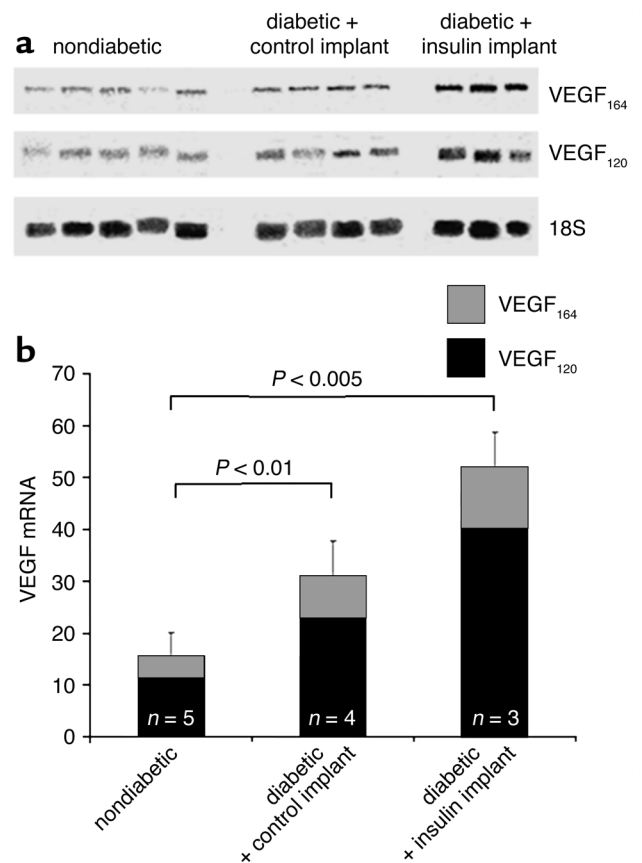 a
nondiabetic
diabetic +
control implant
diabetic +
insulin implant
VEGF₁₆₄
VEGF₁₂₀
18S
VEGF₁₆₄
VEGF₁₂₀
b
P < 0.005
P < 0.01
VEGF mRNA
70
60
50
40
30
20
10
0
n = 5
n = 4
n = 3
nondiabetic
diabetic
+ control implant
diabetic
+ insulin implant